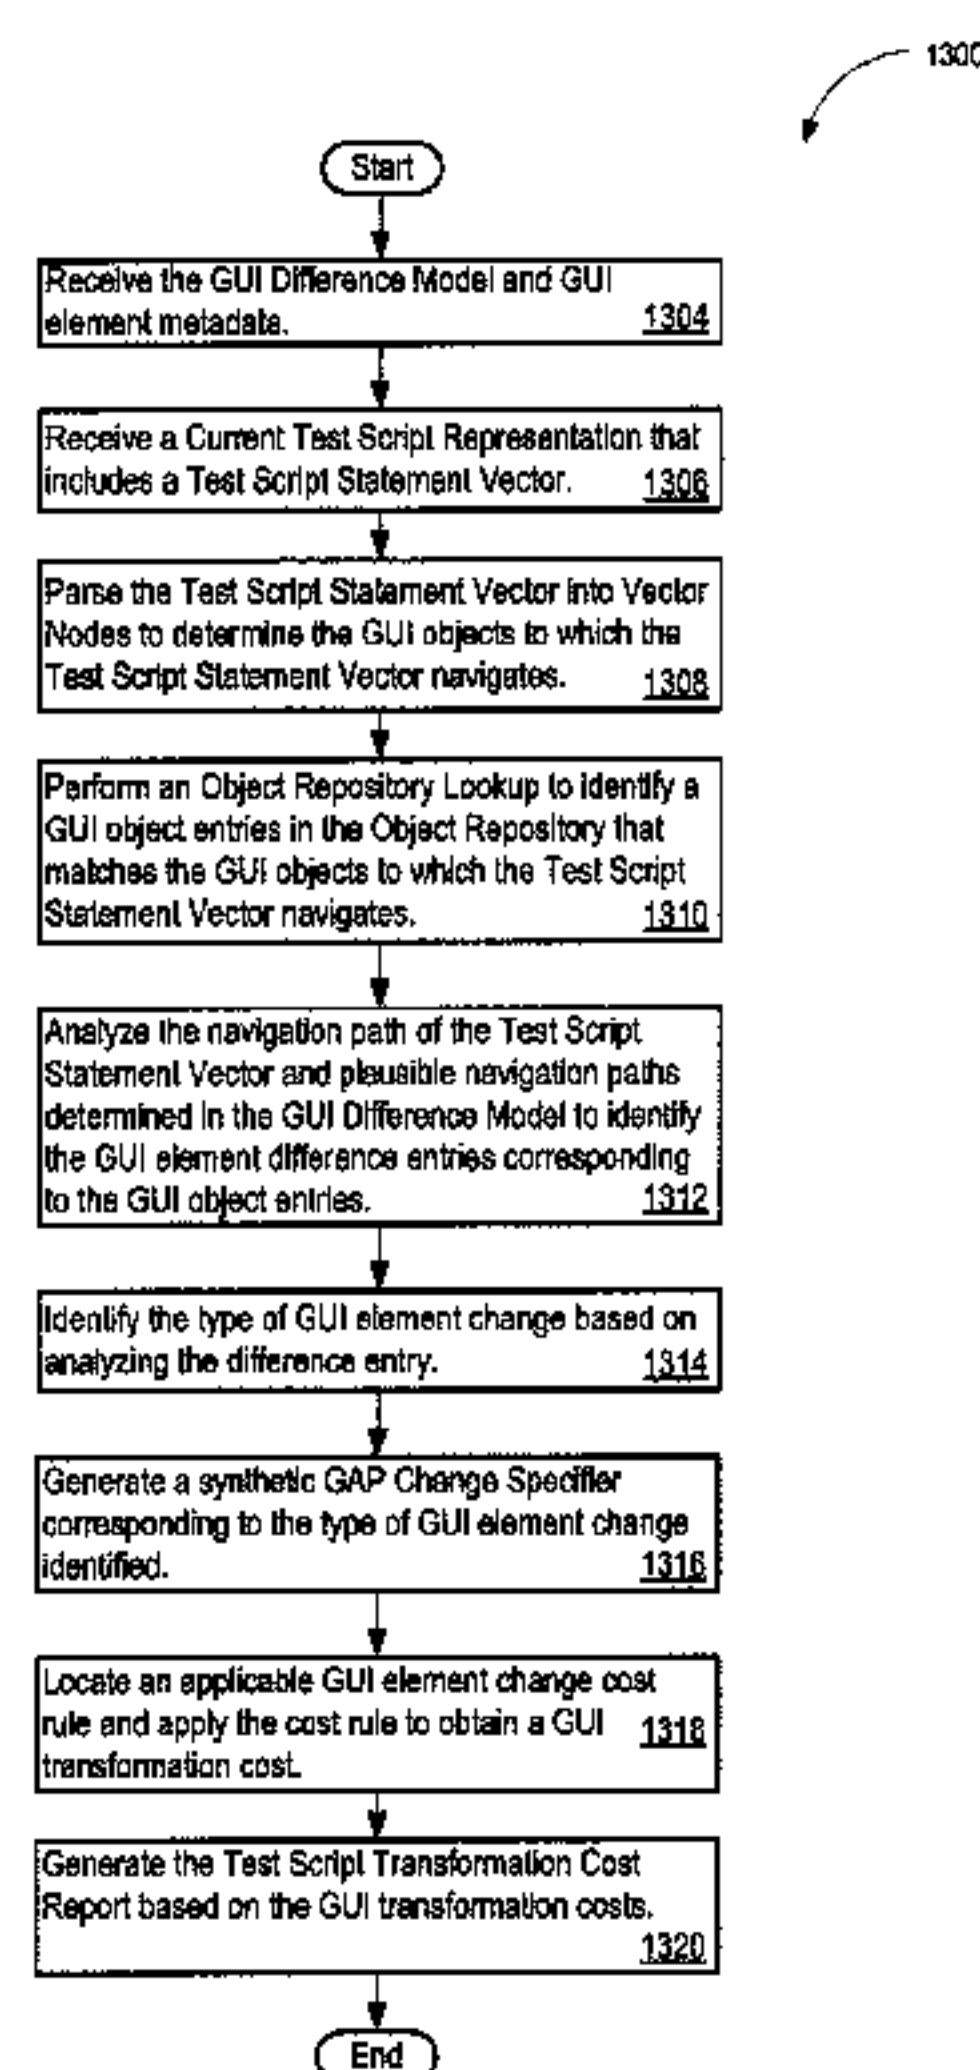 1300
Start
Receive the GUI Difference Model and GUI
element metadata. 1304
Receive a Current Test Script Representation that
includes a Test Script Statement Vector. 1306
Parse the Test Script Statement Vector into Vector
Nodes to determine the GUI objects to which the
Test Script Statement Vector navigates. 1308
Perform an Object Repository Lookup to identify a
GUI object entries in the Object Repository that
matches the GUI objects to which the Test Script
Statement Vector navigates. 1310
Analyze the navigation path of the Test Script
Statement Vector and plausible navigation paths
determined in the GUI Difference Model to identify
the GUI element difference entries corresponding
to the GUI object entries. 1312
Identify the type of GUI element change based on
analyzing the difference entry. 1314
Generate a synthetic GAP Change Specifier
corresponding to the type of GUI element change
identified. 1316
Locate an applicable GUI element change cost
rule and apply the cost rule to obtain a GUI 1318
transformation cost.
Generate the Test Script Transformation Cost
Report based on the GUI transformation costs.
1320
End